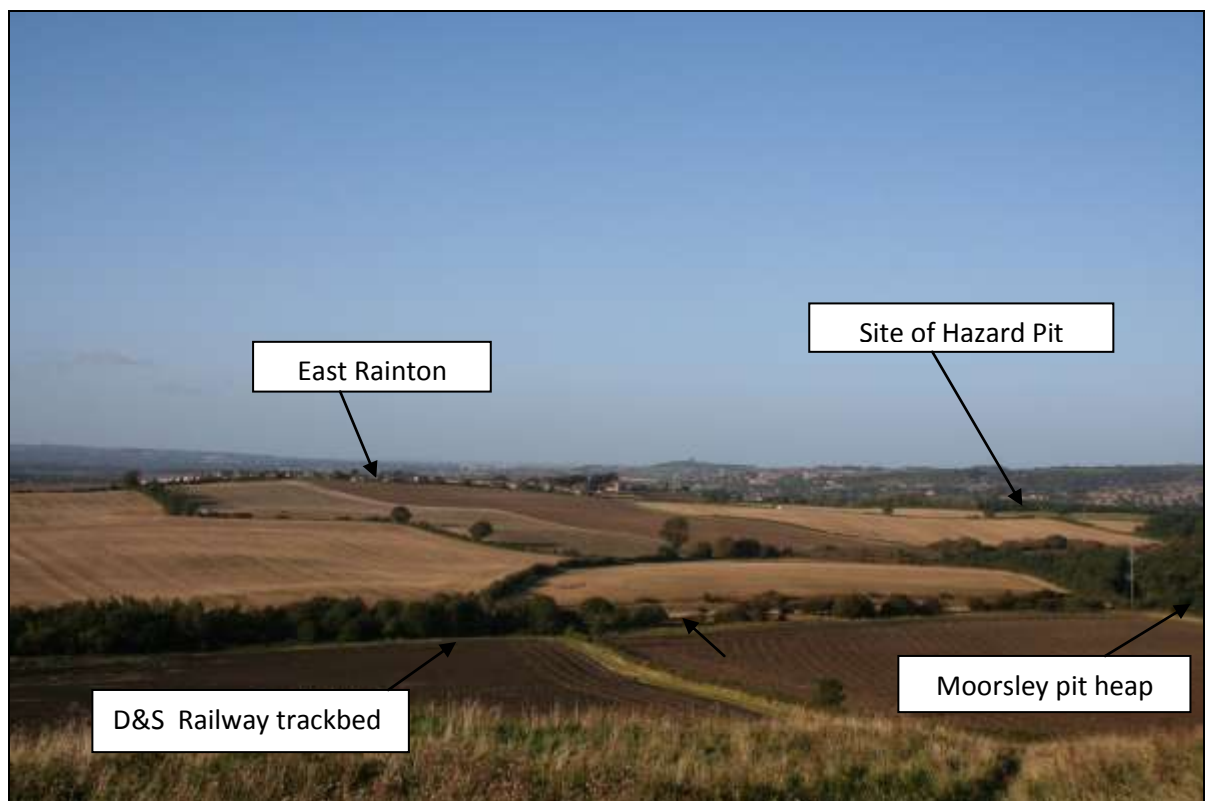 Site of Hazard Pit
East Rainton
Moorsley pit heap
D&S Railway trackbed